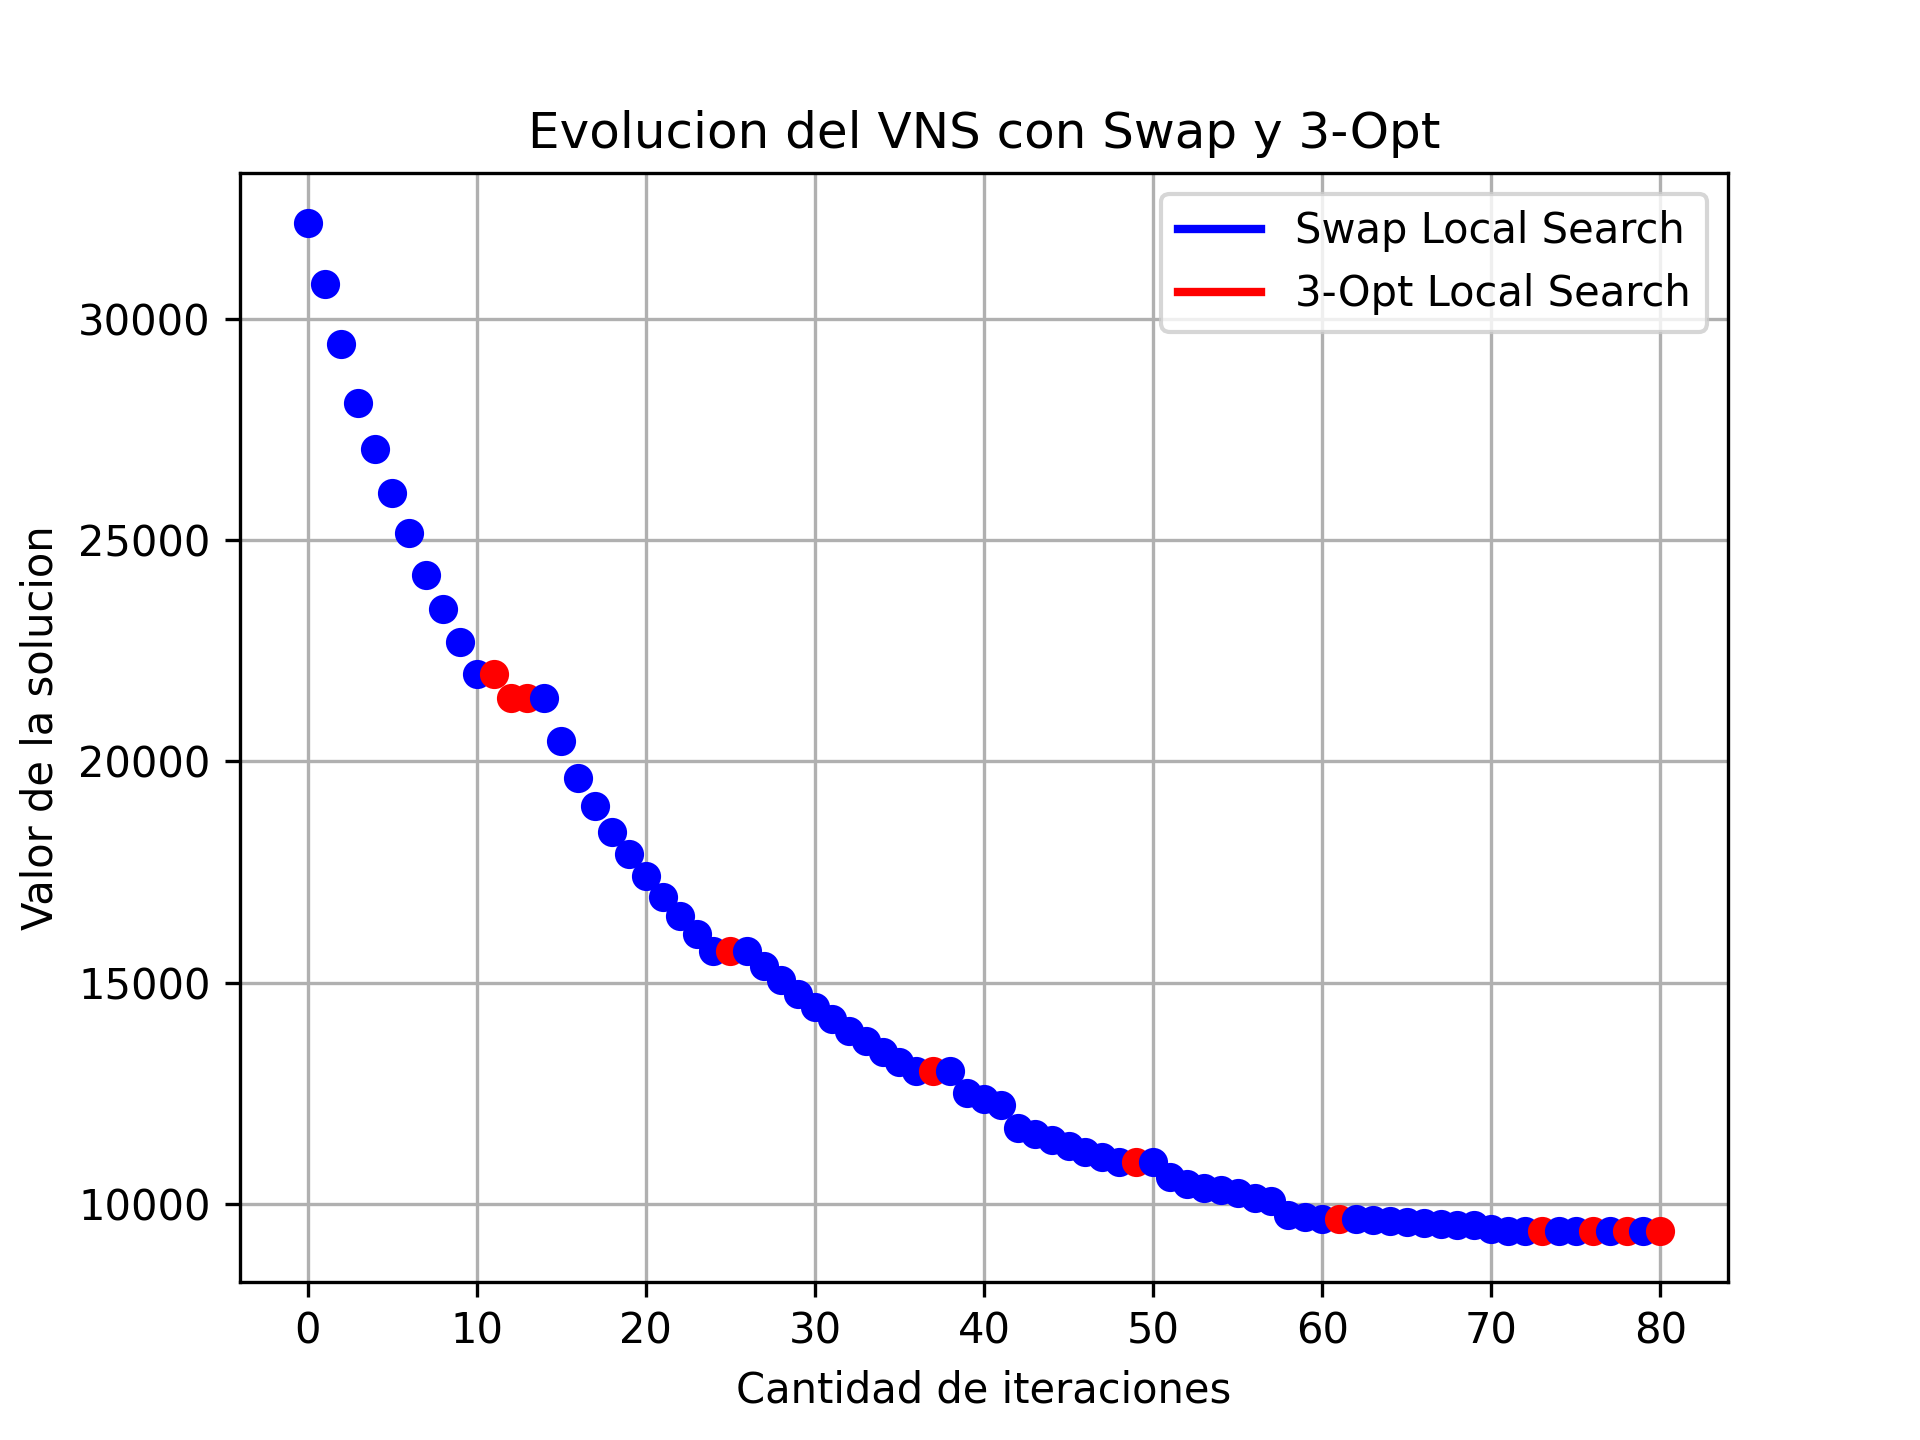 Evolucion del VNS con Swap y 3-Opt
Swap Local Search
3-Opt Local Search
Valor de la solucion
30000
25000
20000
15000
10000
0 10 20 30 40 50 60 70 80
Cantidad de iteraciones